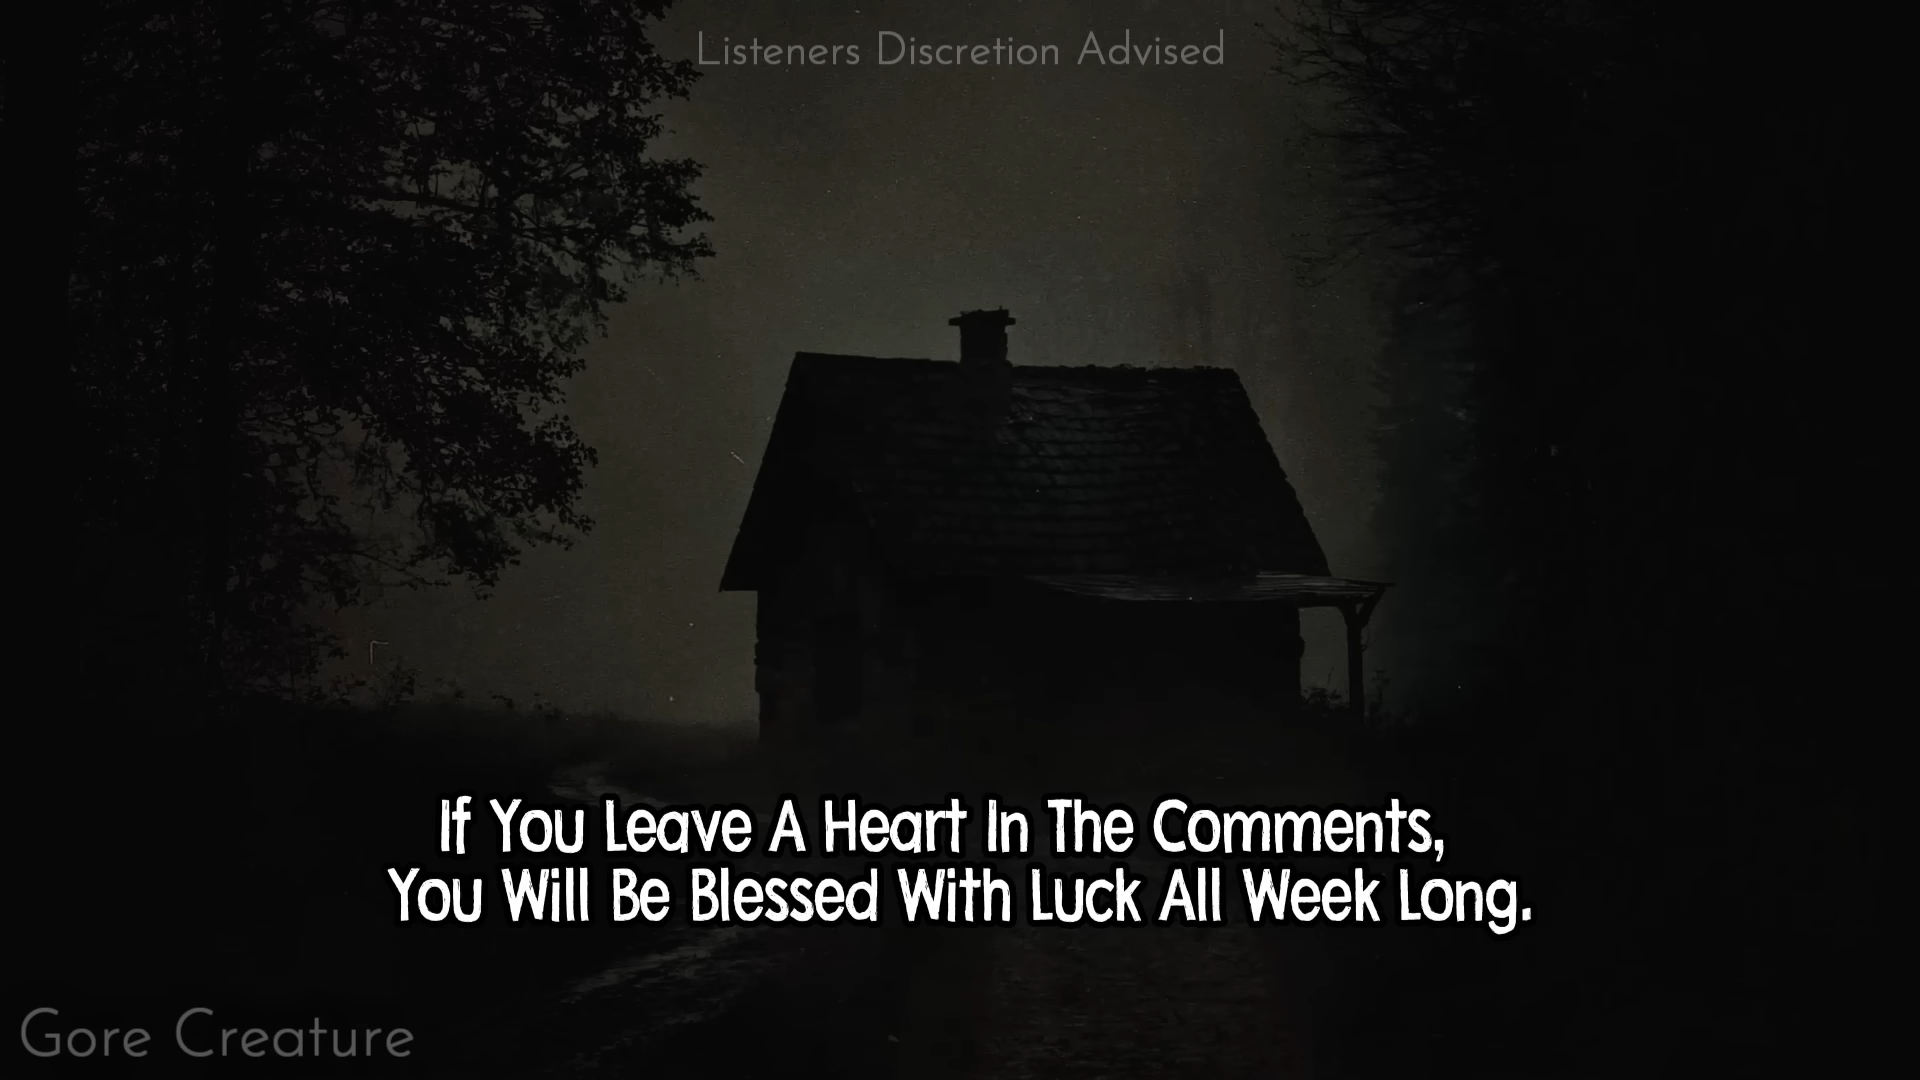 Listeners Discretion Advised
If You Leave A Heart In The Comments,
You Will Be Blessed With Luck All Week Long.
Gore Creature